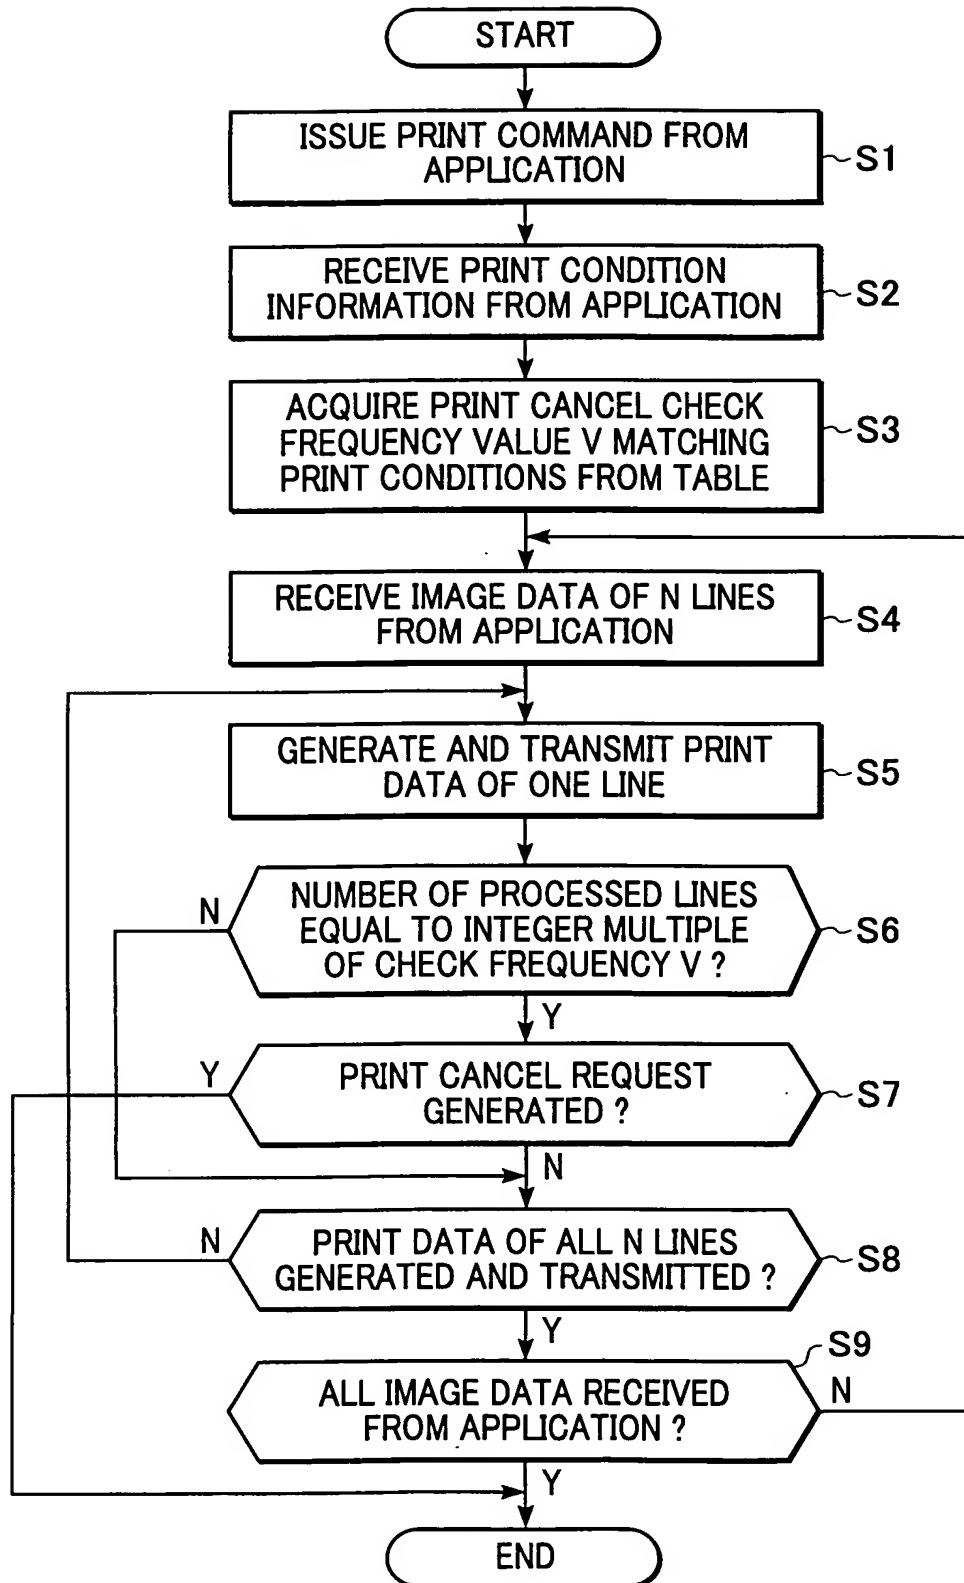 START
ISSUE PRINT COMMAND FROM
APPLICATION
S1
RECEIVE PRINT CONDITION
INFORMATION FROM APPLICATION
S2
ACQUIRE PRINT CANCEL CHECK
FREQUENCY VALUE V MATCHING
PRINT CONDITIONS FROM TABLE
S3
RECEIVE IMAGE DATA OF N LINES
FROM APPLICATION
S4
GENERATE AND TRANSMIT PRINT
DATA OF ONE LINE
S5
N
NUMBER OF PROCESSED LINES
EQUAL TO INTEGER MULTIPLE
OF CHECK FREQUENCY V ?
S6
Y
Y
PRINT CANCEL REQUEST
GENERATED ?
S7
N
N
PRINT DATA OF ALL N LINES
GENERATED AND TRANSMITTED ?
S8
Y
S9
ALL IMAGE DATA RECEIVED
FROM APPLICATION ?
N
Y
END